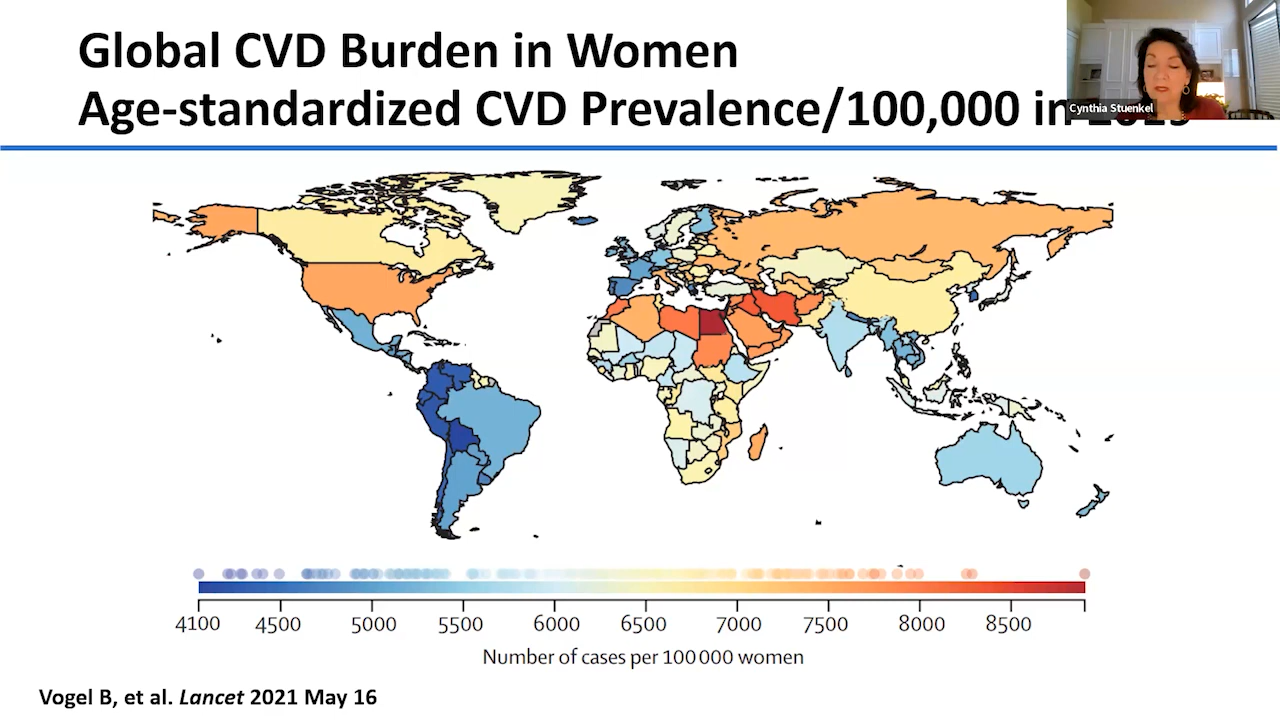 Global CVD Burden in Women
Age-standardized CVD Prevalence/100,000 in
Cynthia Stuenkel
4100 4500 5000 5500 6000 6500 7000 7500 8000 8500
Number of cases per 100 000 women
Vogel B, et al. Lancet 2021 May 16